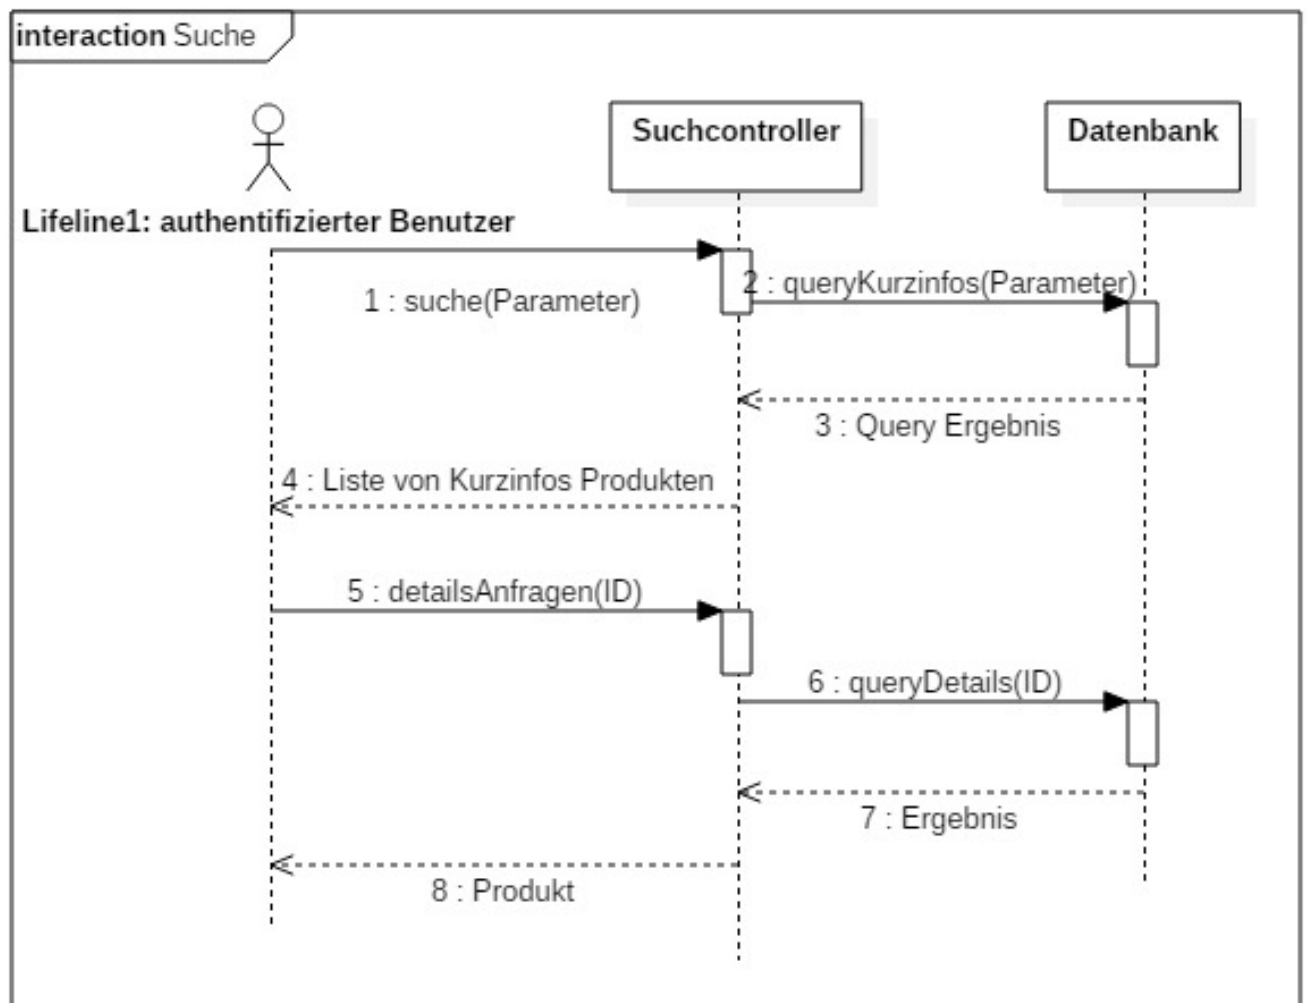 interaction Suche
Suchcontroller
Datenbank
Lifeline1: authentifizierter Benutzer
1 : suche(Parameter)
2 : queryKurzinfos(Parameter)
3 : Query Ergebnis
4 : Liste von Kurzinfos Produkten
5 : detailsAnfragen(ID)
6 : queryDetails(ID)
7 : Ergebnis
8 : Produkt